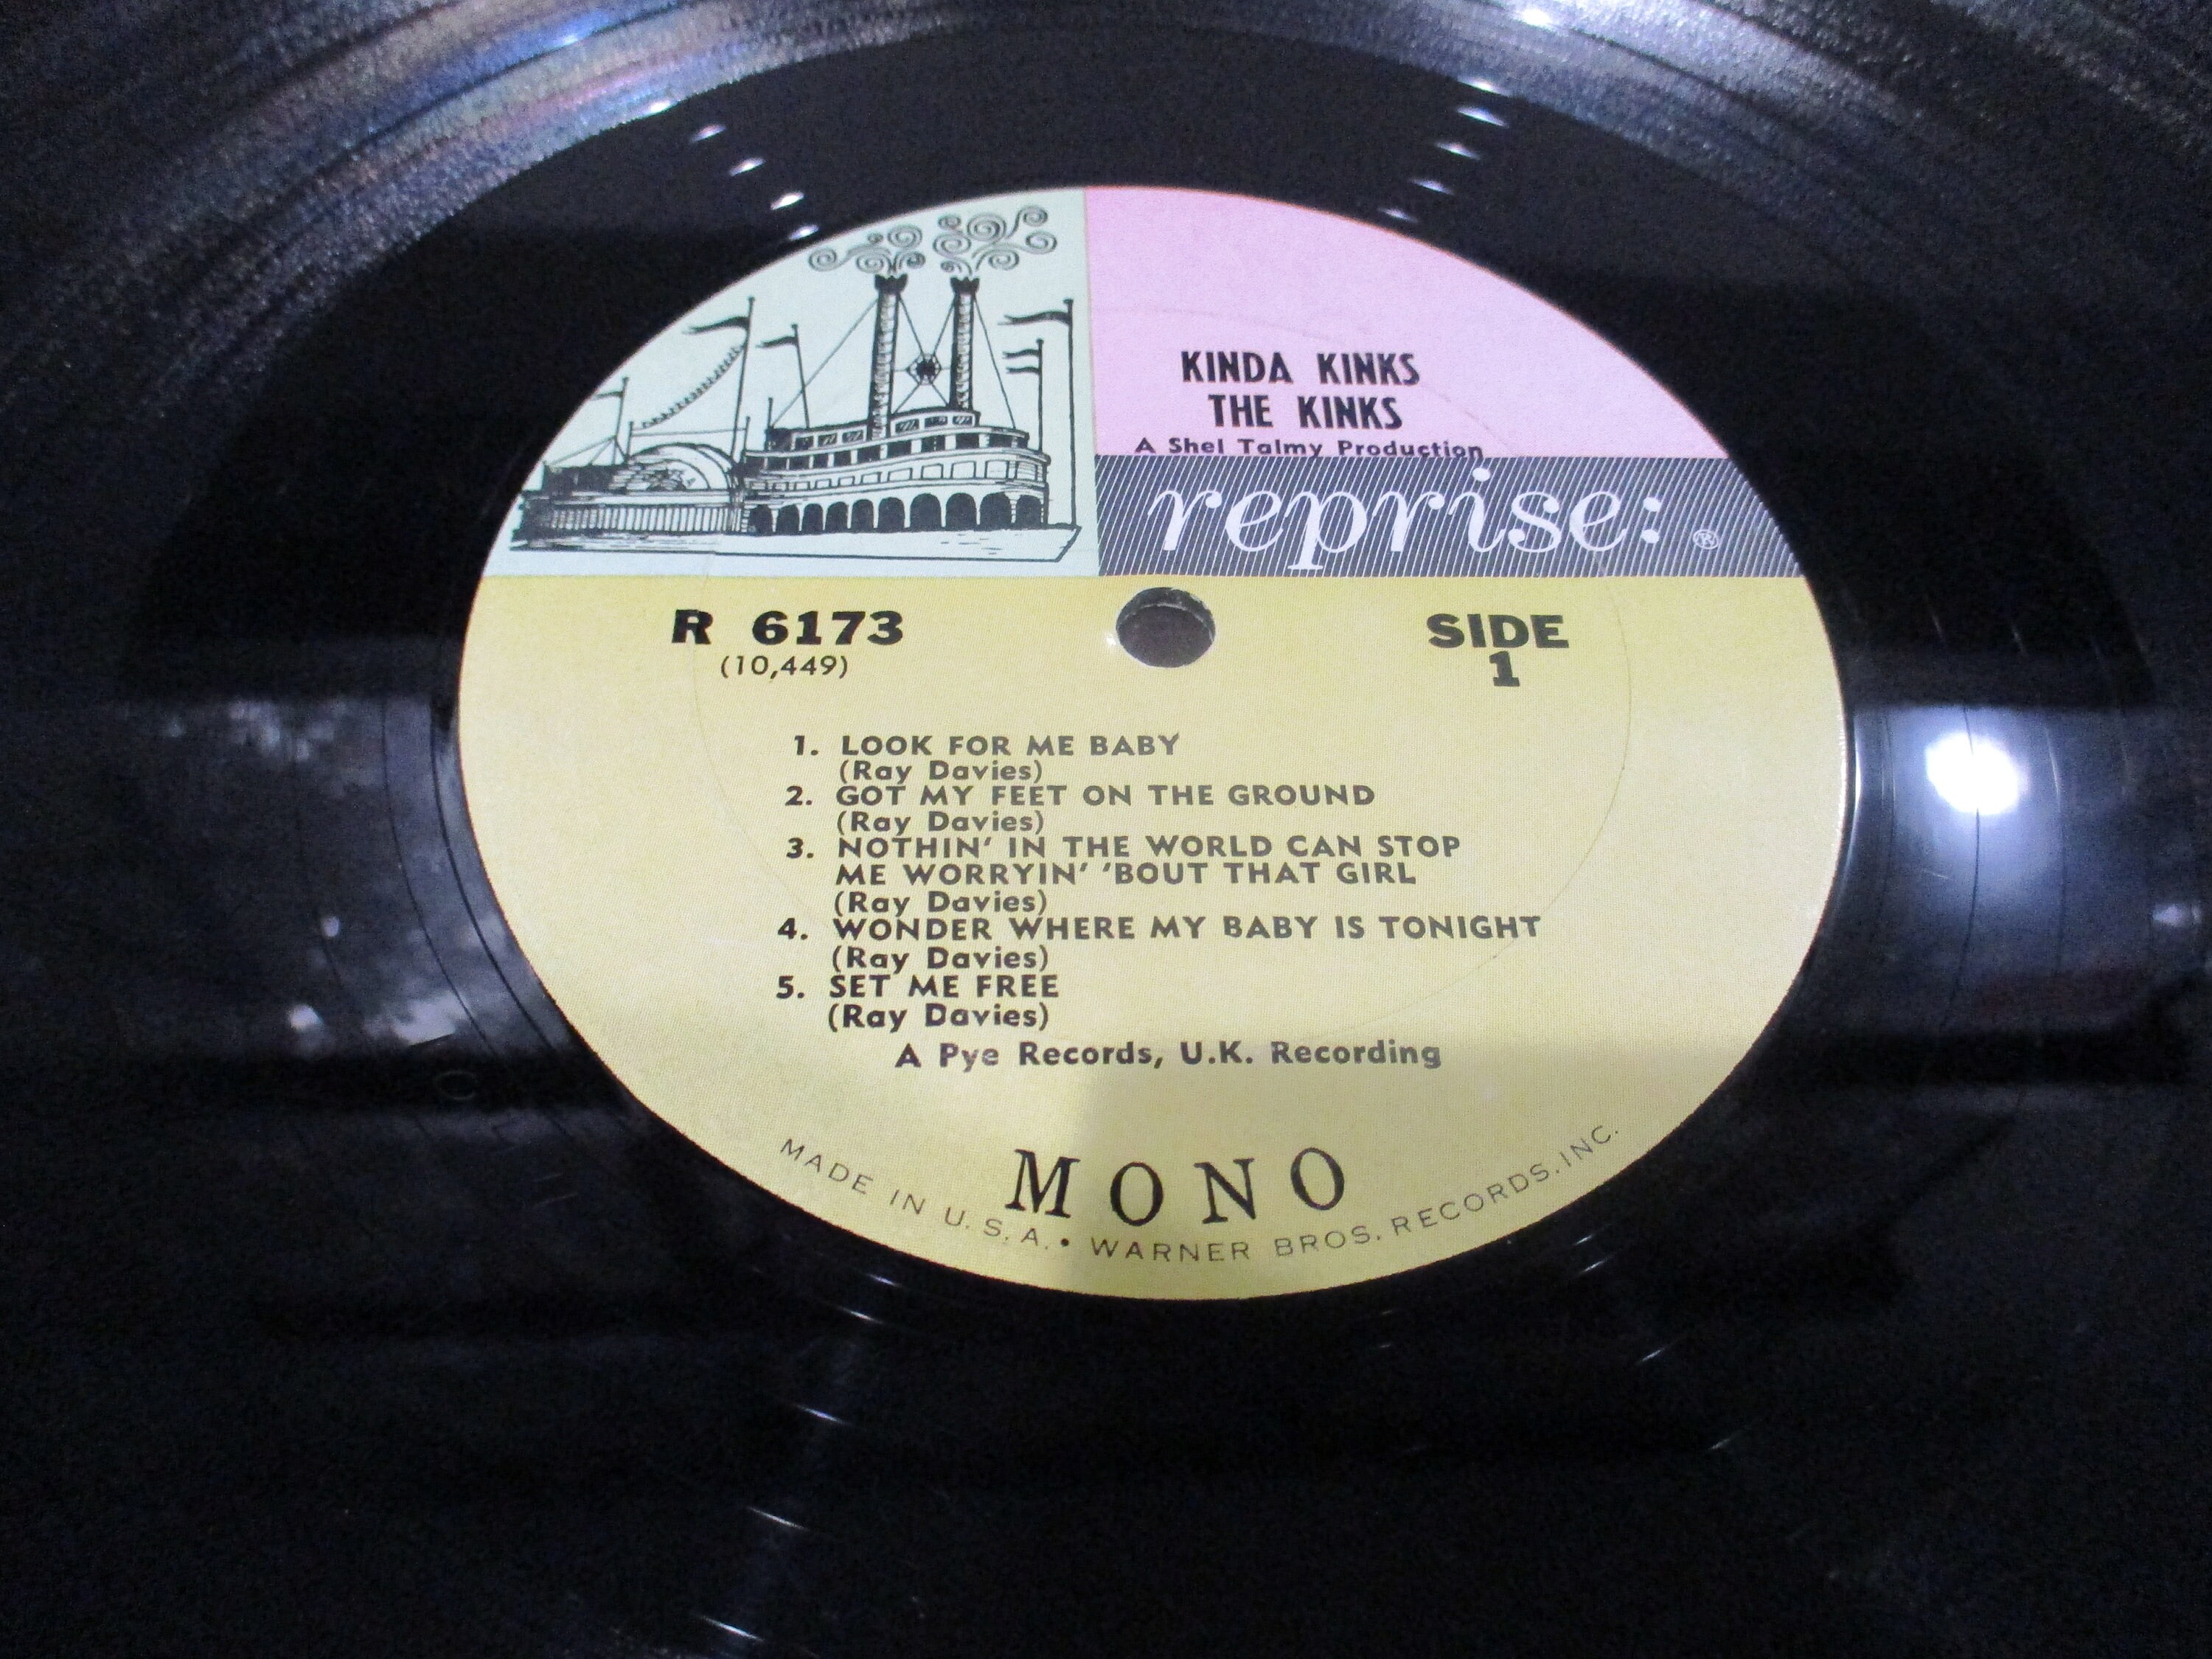 KINDA KINKS
THE KINKS
A Shel Talmy Production
reprise: ®
R 6173
(10,449)
SIDE
1
1. LOOK FOR ME BABY
(Ray Davies)
2. GOT MY FEET ON THE GROUND
(Ray Davies)
3. NOTHIN' IN THE WORLD CAN STOP
ME WORRYIN' 'BOUT THAT GIRL
(Ray Davies)
4. WONDER WHERE MY BABY IS TONIGHT
(Ray Davies)
5. SET ME FREE
(Ray Davies)
A Pye Records, U.K. Recording
MONO
MADE IN U.S.A. • WARNER BROS. RECORDS, INC.